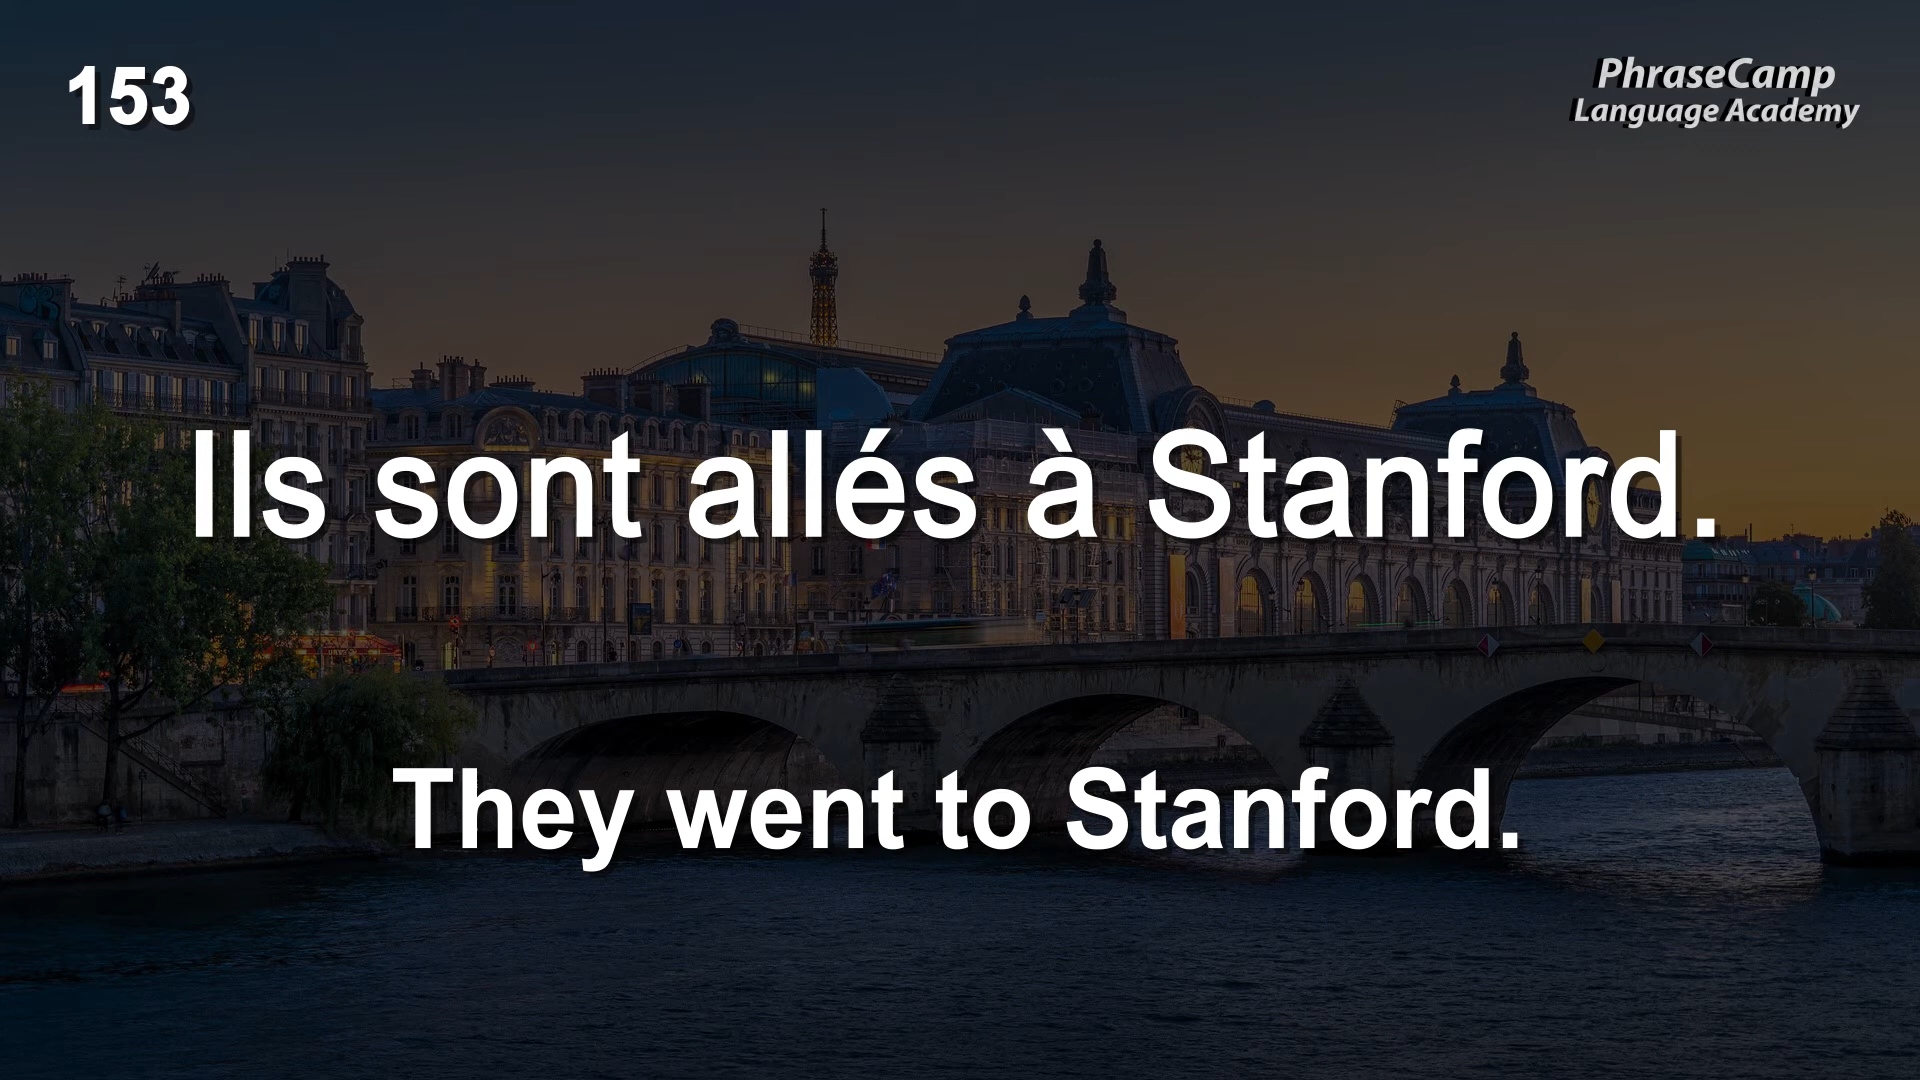 153
PhraseCamp
Language Academy
Ils sont allés à Stanford.
They went to Stanford.